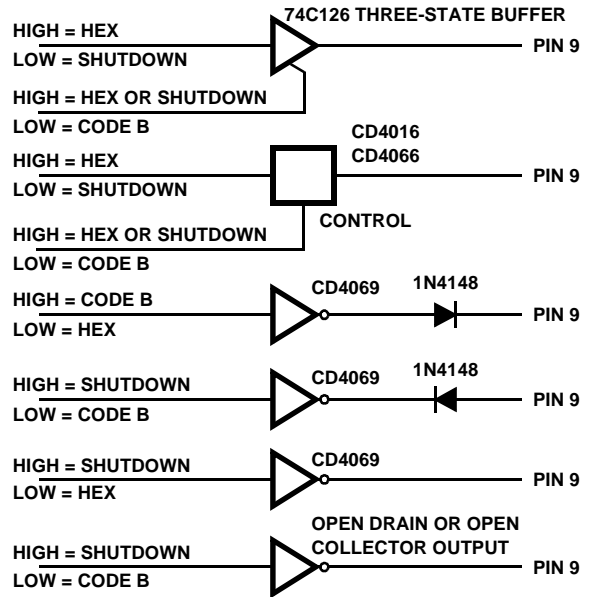 74C126 THREE-STATE BUFFER
HIGH = HEX
LOW = SHUTDOWN
PIN 9
HIGH = HEX OR SHUTDOWN
LOW = CODE B
CD4016
CD4066
HIGH = HEX
LOW = SHUTDOWN
PIN 9
CONTROL
HIGH = HEX OR SHUTDOWN
LOW = CODE B
CD4069
1N4148
HIGH = CODE B
LOW = HEX
PIN 9
CD4069
1N4148
HIGH = SHUTDOWN
LOW = CODE B
PIN 9
CD4069
HIGH = SHUTDOWN
LOW = HEX
PIN 9
OPEN DRAIN OR OPEN
COLLECTOR OUTPUT
HIGH = SHUTDOWN
LOW = CODE B
PIN 9